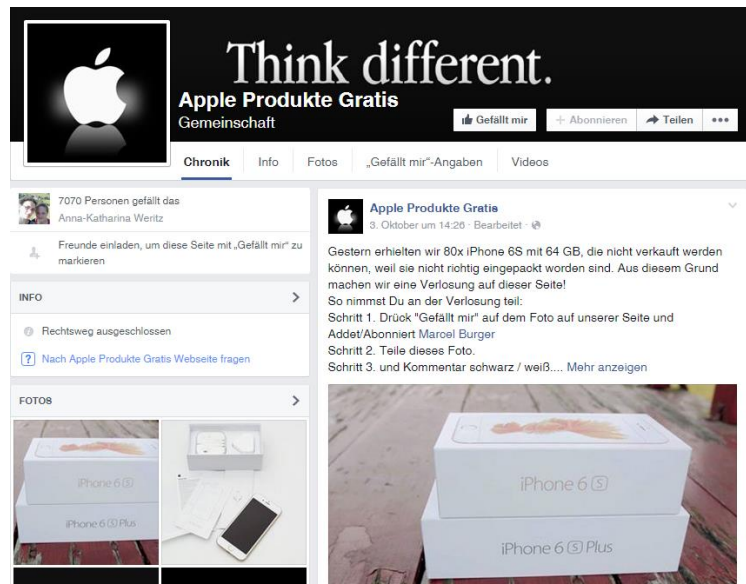 Think different.
Apple Produkte Gratis
Gemeinschaft
Gefällt mir
+ Abonnieren
Teilen
Chronik
Info
Fotos
„Gefällt mir“-Angaben
Videos
7070 Personen gefällt das
Anna-Katharina Weritz
Freunde einladen, um diese Seite mit „Gefällt mir“ zu
markieren
INFO
Rechtsweg ausgeschlossen
? Nach Apple Produkte Gratis Webseite fragen
FOTOS
iPhone 6 S
iPhone 6 S Plus
Apple Produkte Gratis
3. Oktober um 14:26 · Bearbeitet ·
Gestern erhielten wir 80x iPhone 6S mit 64 GB, die nicht verkauft werden
können, weil sie nicht richtig eingepackt worden sind. Aus diesem Grund
machen wir eine Verlosung auf dieser Seite!
So nimmst Du an der Verlosung teil:
Schritt 1. Drück "Gefällt mir" auf dem Foto auf unserer Seite und
Addet/Abonniert Marcel Burger
Schritt 2. Teile dieses Foto.
Schritt 3. und Kommentar schwarz / weiß.... Mehr anzeigen
iPhone 6 S
iPhone 6 S Plus